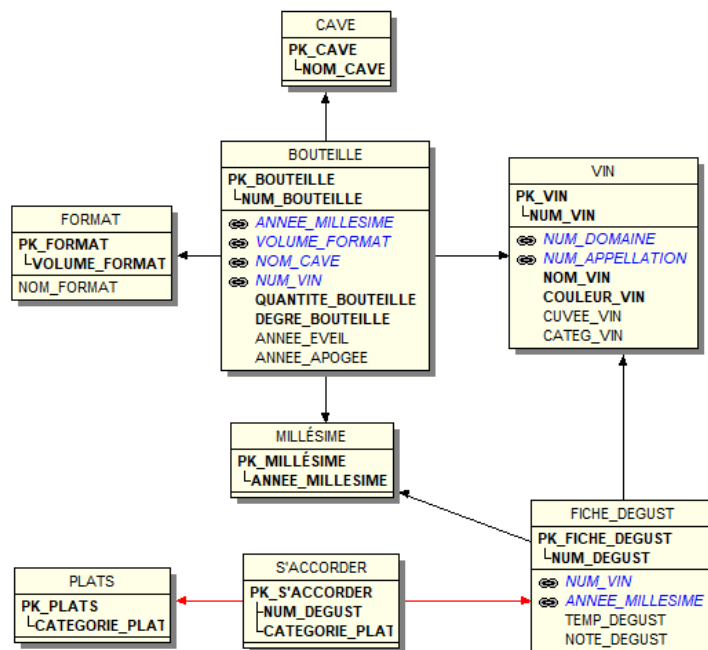 CAVE
PK_CAVE
NOM_CAVE
BOUTEILLE
PK_BOUTEILLE
NUM_BOUTEILLE
ANNEE_MILLESIME
VOLUME_FORMAT
NOM_CAVE
NUM_VIN
QUANTITE_BOUTEILLE
DEGRE_BOUTEILLE
ANNEE_EVEIL
ANNEE_APOGEE
VIN
PK_VIN
NUM_VIN
NUM_DOMAINE
NUM_APPELLATION
NOM_VIN
COULEUR_VIN
CUVEE_VIN
CATEG_VIN
FORMAT
PK_FORMAT
VOLUME_FORMAT
NOM_FORMAT
MILLÉSIME
PK_MILLÉSIME
ANNEE_MILLESIME
FICHE_DEGUST
PK_FICHE_DEGUST
NUM_DEGUST
NUM_VIN
ANNEE_MILLESIME
TEMP_DEGUST
NOTE_DEGUST
PLATS
PK_PLATS
CATEGORIE_PLAT
S'ACCORDER
PK_S'ACCORDER
NUM_DEGUST
CATEGORIE_PLAT